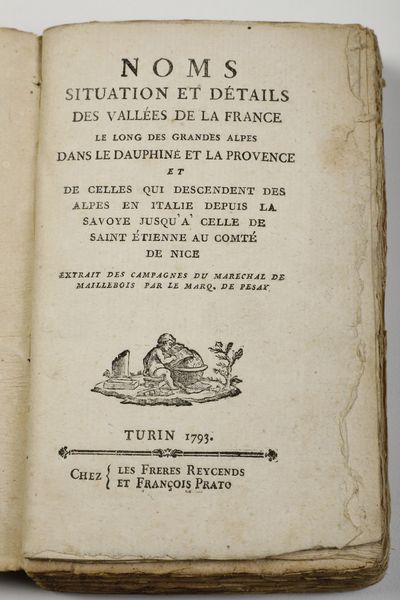 NOMS
SITUATION ET DÉTAILS
DES VALLÉES DE LA FRANCE
LE LONG DES GRANDES ALPES
DANS LE DAUPHINÉ ET LA PROVENCE
ET
DE CELLES QUI DESCENDENT DES
ALPES EN ITALIE DEPUIS LA
SAVOYE JUSQU'A' CELLE DE
SAINT ÉTIENNE AU COMTÉ
DE NICE
EXTRAIT DES CAMPAGNES DU MARECHAL DE
MAILLEBOIS PAR LE MARQ. DE PESAY
TURIN 1793.
CHEZ { LES FRERES REYCENDS
ET FRANÇOIS PRATO